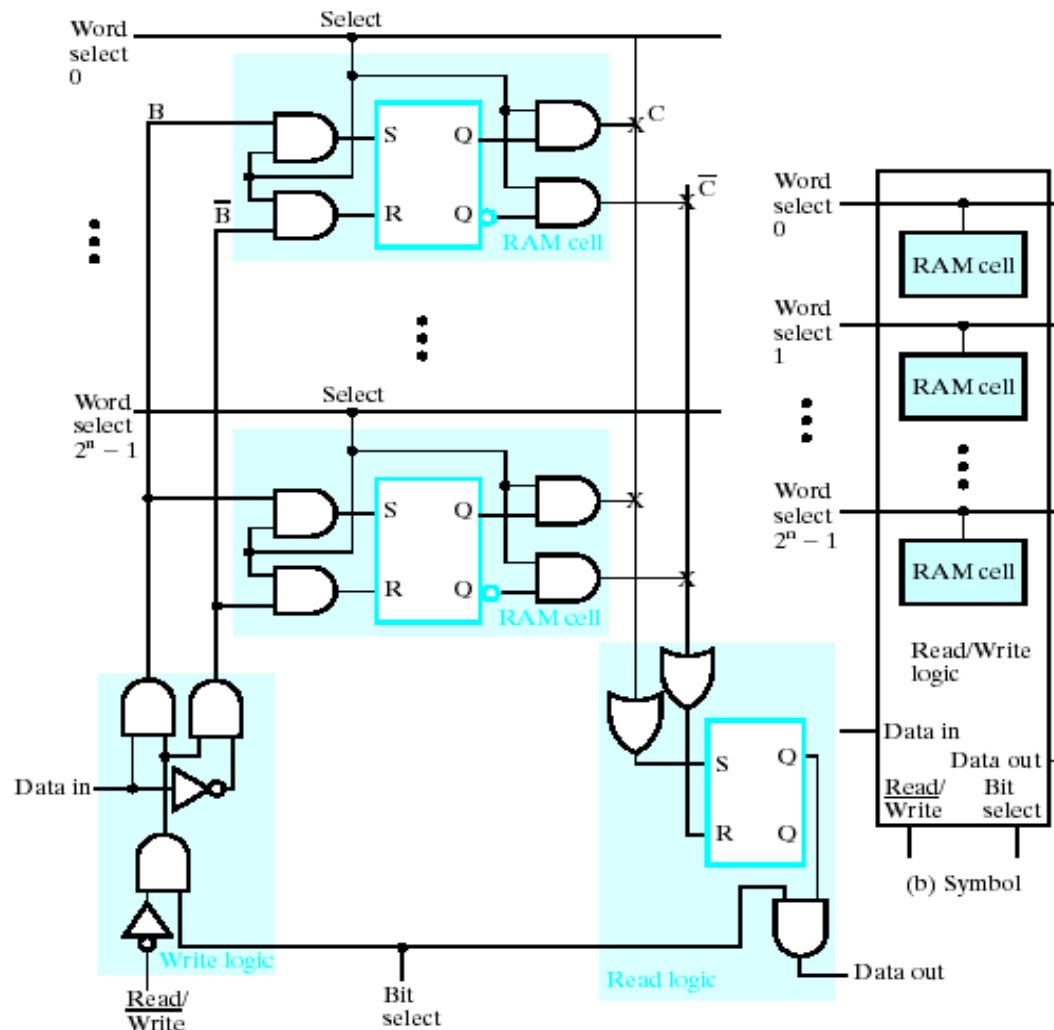 Select
Word
select
0
B
S
Q
C
B̅
R
Q
C̅
RAM cell
Select
Word
select
2ⁿ – 1
S
Q
R
Q
RAM cell
Data in
Write logic
Read/
Write
Bit
select
S
Q
R
Q
Read logic
Data out
Word
select
0
RAM cell
Word
select
1
RAM cell
Word
select
2ⁿ – 1
RAM cell
Read/Write
logic
Data in
Data out
Read/
Write
Bit
select
(b) Symbol